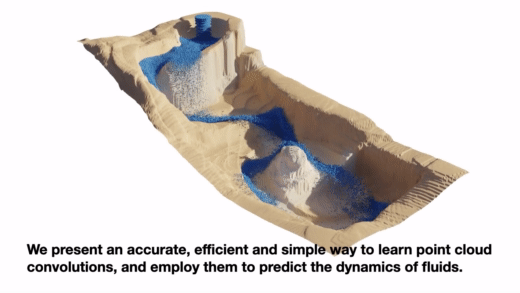 We present an accurate, efficient and simple way to learn point cloud
convolutions, and employ them to predict the dynamics of fluids.